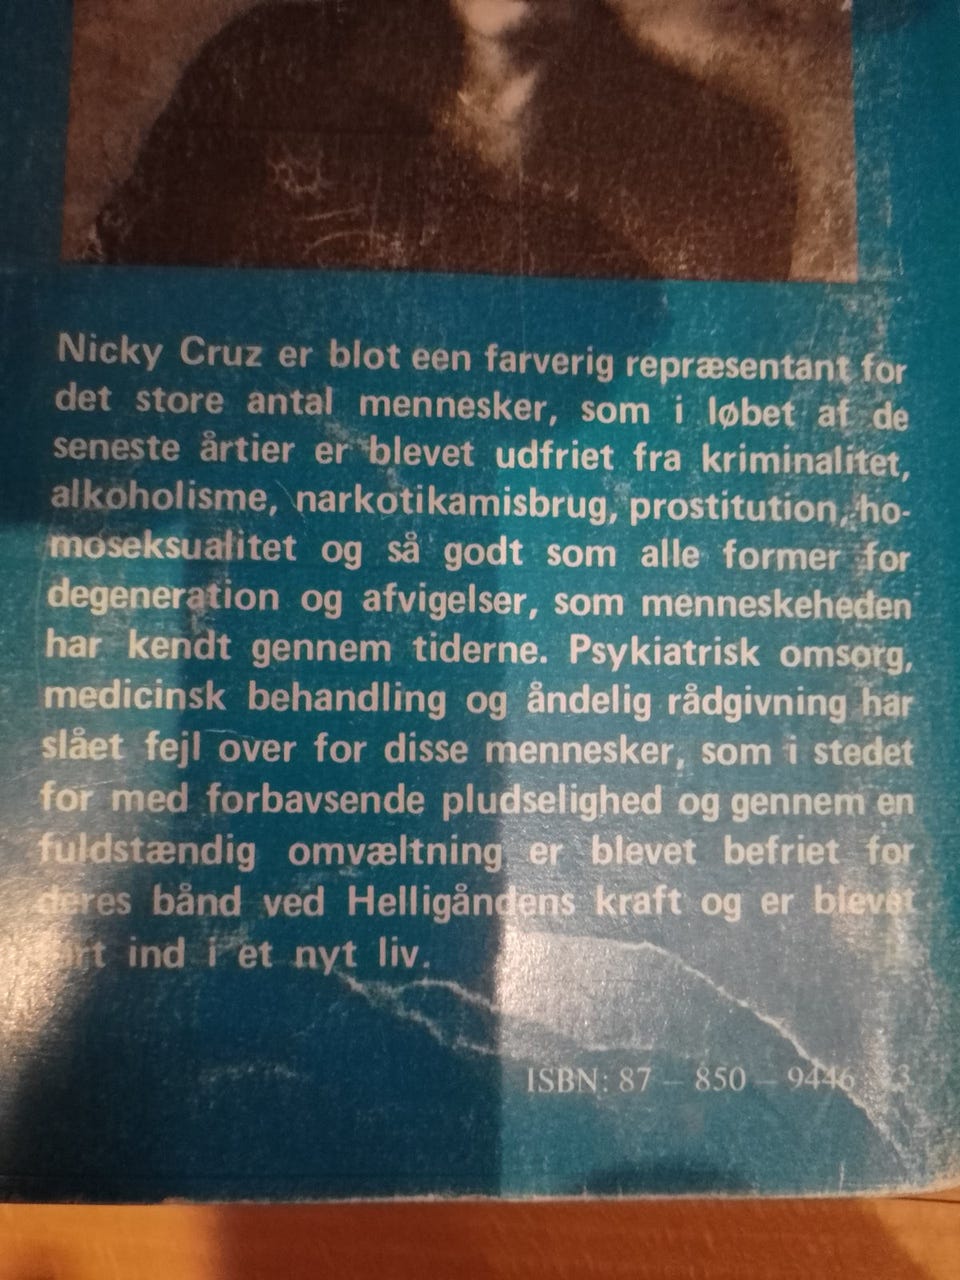 Nicky Cruz er blot een farverig repræsentant for
det store antal mennesker, som i løbet af de
seneste årtier er blevet udfriet fra kriminalitet,
alkoholisme, narkotikamisbrug, prostitution, ho-
moseksualitet og så godt som alle former for
degeneration og afvigelser, som menneskeheden
har kendt gennem tiderne. Psykiatrisk omsorg,
medicinsk behandling og åndelig rådgivning har
slået fejl over for disse mennesker, som i stedet
for med forbavsende pludselighed og gennem en
fuldstændig omvæltning er blevet befriet for
deres bånd ved Helligåndens kraft og er blevet
ind i et nyt liv.
ISBN: 87 – 850 – 9446 3